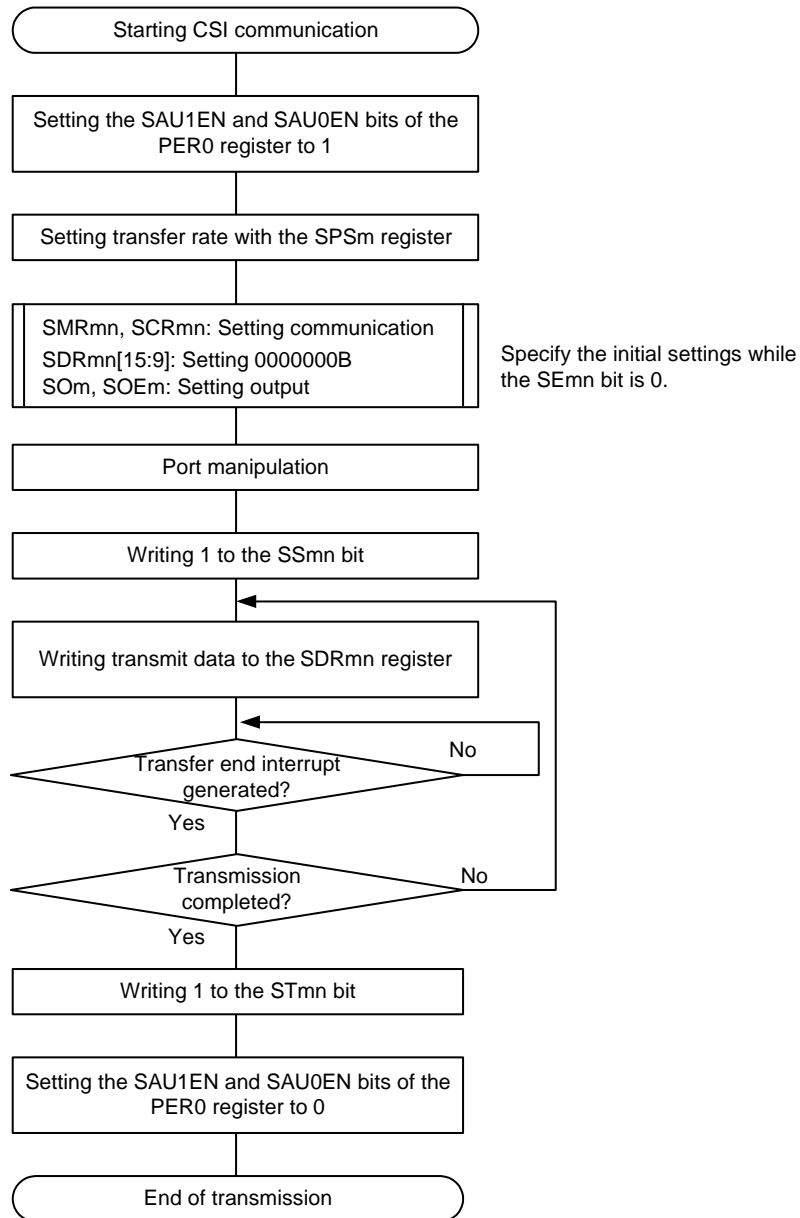 Starting CSI communication
Setting the SAU1EN and SAU0EN bits of the
PER0 register to 1
Setting transfer rate with the SPSm register
SMRmn, SCRmn: Setting communication
SDRmn[15:9]: Setting 0000000B
SOm, SOEm: Setting output
Specify the initial settings while
the SEmn bit is 0.
Port manipulation
Writing 1 to the SSmn bit
Writing transmit data to the SDRmn register
No
Transfer end interrupt
generated?
Yes
No
Transmission
completed?
Yes
Writing 1 to the STmn bit
Setting the SAU1EN and SAU0EN bits of the
PER0 register to 0
End of transmission